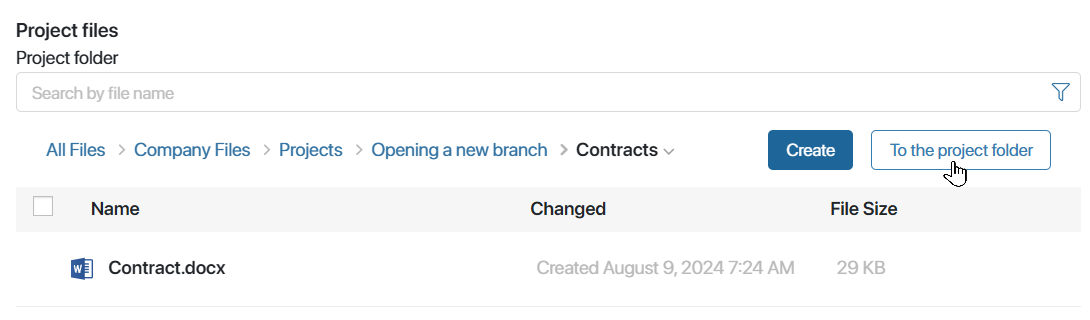 Project files
Project folder
Search by file name
All Files > Company Files > Projects > Opening a new branch > Contracts Create To the project folder
Name Changed File Size
Contract.docx Created August 9, 2024 7:24 AM 29 KB